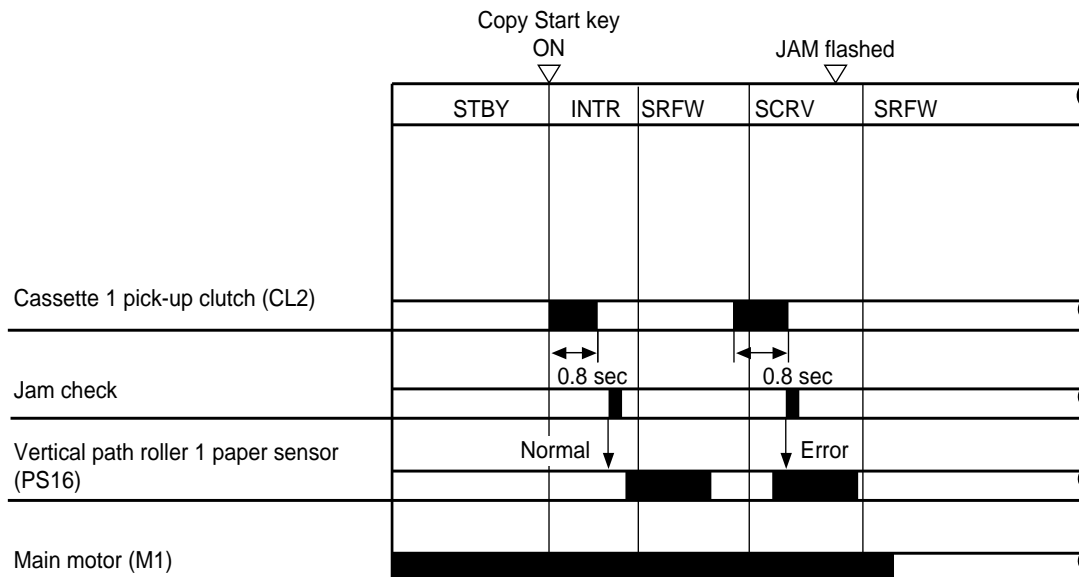 Copy Start key
ON
JAM flashed
STBY
INTR
SRFW
SCRV
SRFW
Cassette 1 pick-up clutch (CL2)
0.8 sec
0.8 sec
Jam check
Normal
Error
Vertical path roller 1 paper sensor
(PS16)
Main motor (M1)